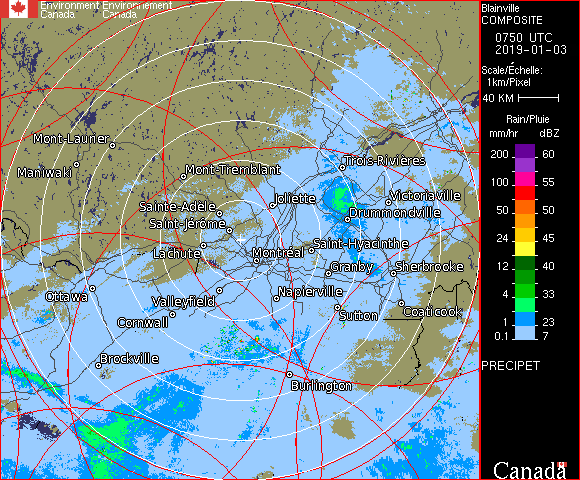 Environment Environnement
Canada Canada
Blainville
COMPOSITE
0750 UTC
2019-01-03
Scale/Échelle:
1km/Pixel
40 KM
Rain/Pluie
mm/hr dBZ
200 60
100 55
50 50
24 45
12 40
4 33
1 23
0.1 7
PRECIPET
Mont-Laurier
Maniwaki
Mont-Tremblant
Trois-Rivières
Joliette
Victoriaville
Sainte-Adele
Drummondville
Saint-Jérôme
Lachute
Montréal
Saint-Hyacinthe
Granby
Sherbrooke
Ottawa
Valleyfield
Napierville
Cornwall
Sutton
Coaticook
Brockville
Burlington
Canada